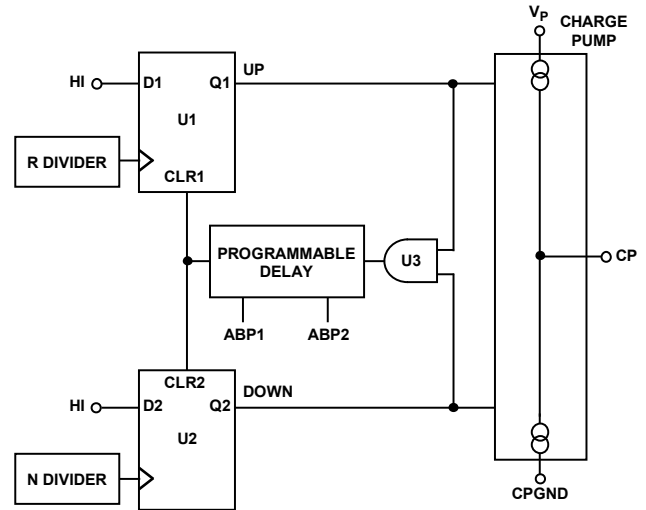 VP
CHARGE
PUMP
HI
D1
Q1
UP
U1
R DIVIDER
CLR1
PROGRAMMABLE
DELAY
U3
CP
ABP1
ABP2
CLR2
DOWN
HI
D2
Q2
U2
N DIVIDER
CPGND